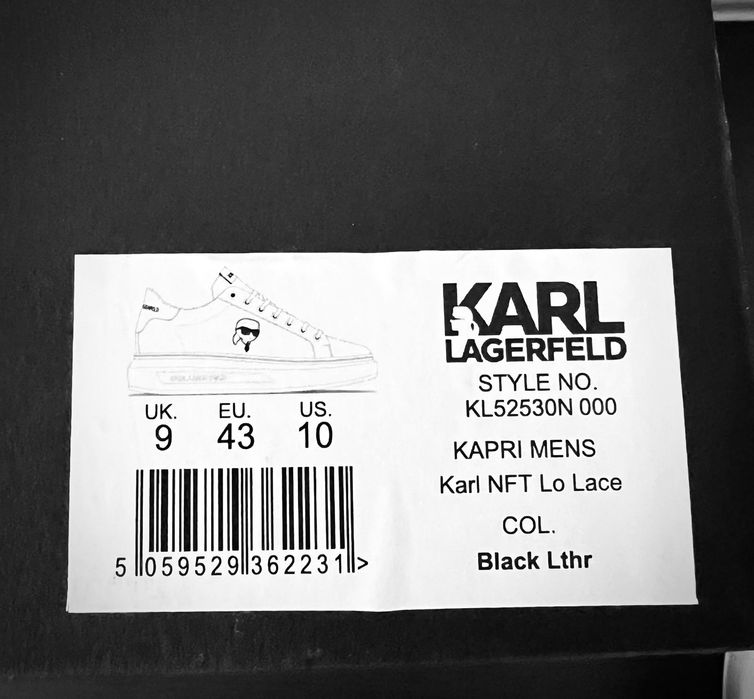 KARL
LAGERFELD
STYLE NO.
KL52530N 000
KAPRI MENS
Karl NFT Lo Lace
COL.
Black Lthr
UK. EU. US.
9 43 10
5 059529 362231 >